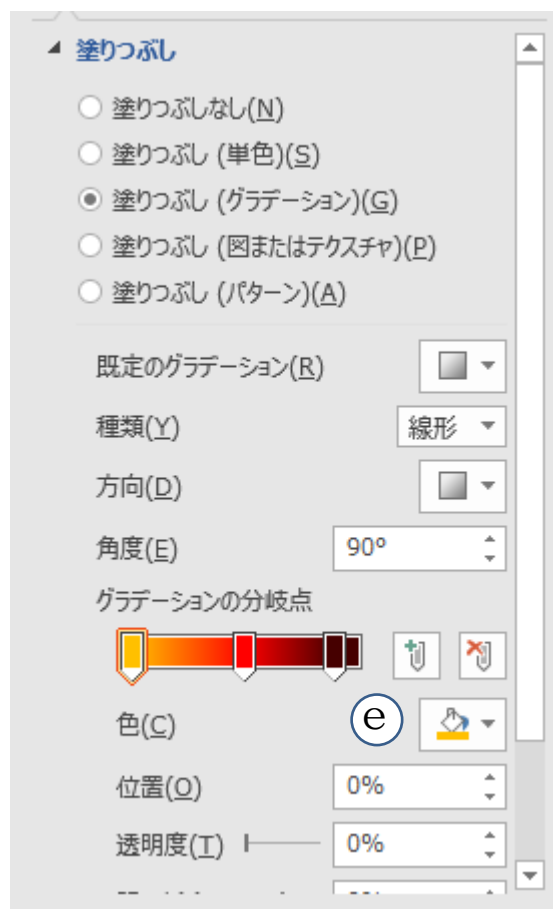 塗りつぶし
塗りつぶしなし(N)
塗りつぶし (単色)(S)
塗りつぶし (グラデーション)(G)
塗りつぶし (図またはテクスチャ)(P)
塗りつぶし (パターン)(A)
既定のグラデーション(R)
種類(Y) 線形
方向(D)
角度(E) 90°
グラデーションの分岐点
色(C) e
位置(O) 0%
透明度(T) 0%